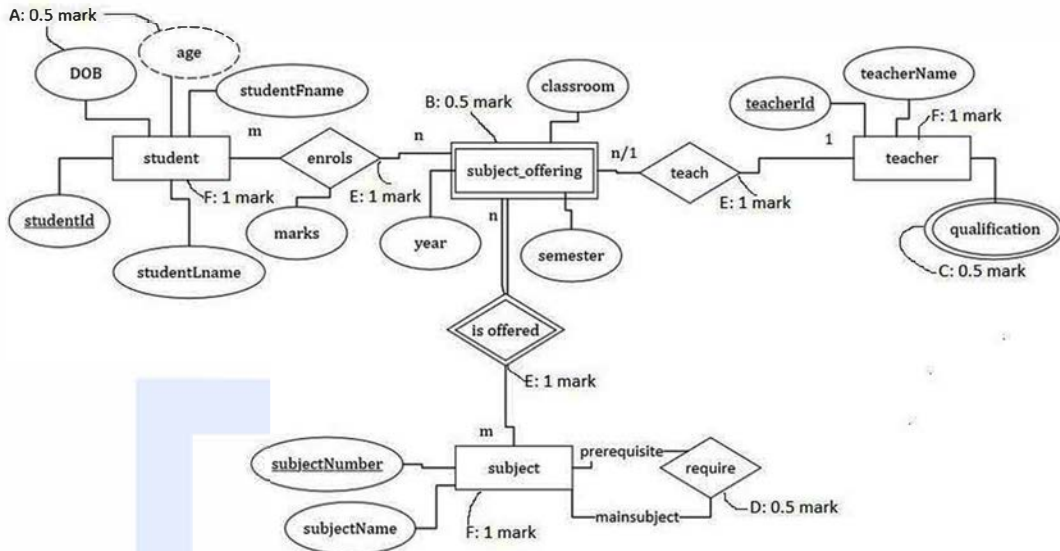 A: 0.5 mark
age
DOB
studentFname
student
F: 1 mark
studentId
studentLname
m
enrols
n
E: 1 mark
marks
B: 0.5 mark
classroom
subject_offering
n
year
semester
n/1
teach
1
E: 1 mark
teacherId
teacherName
F: 1 mark
teacher
qualification
C: 0.5 mark
is offered
E: 1 mark
m
subjectNumber
subject
subjectName
F: 1 mark
prerequisite
require
mainsubject
D: 0.5 mark